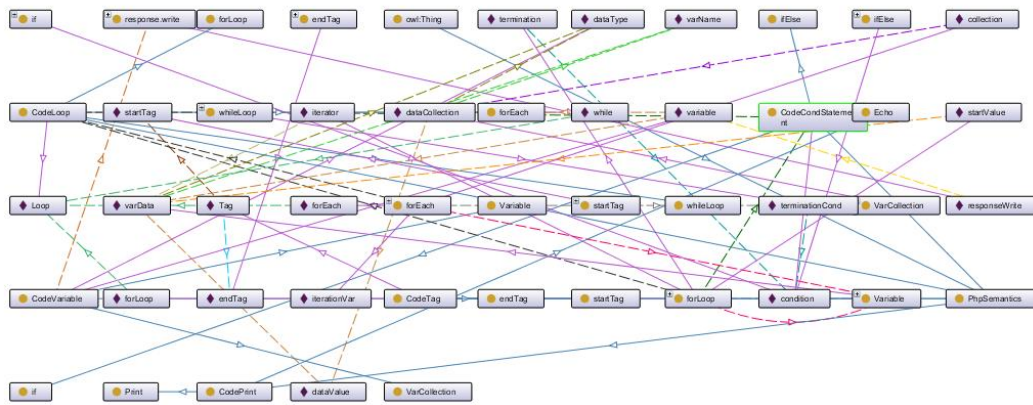 if
response.write
forLoop
endTag
owl:Thing
termination
dataType
varName
ifElse
ifElse
collection
CodeLoop
startTag
whileLoop
iterator
dataCollection
forEach
while
variable
CodeCondStateme
nt
Echo
startValue
Loop
varData
Tag
forEach
forEach
Variable
startTag
whileLoop
terminationCond
VarCollection
responseWrite
CodeVariable
forLoop
endTag
iterationVar
CodeTag
endTag
startTag
forLoop
condition
Variable
PhpSemantics
if
Print
CodePrint
dataValue
VarCollection